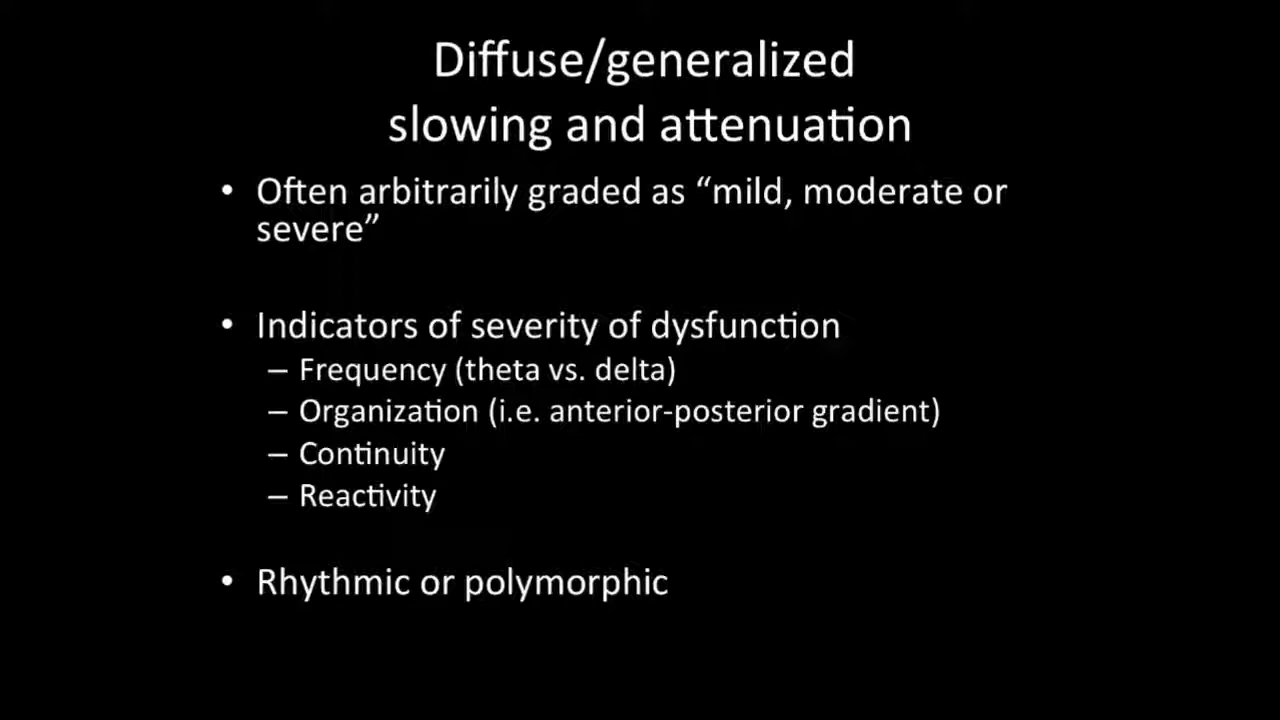 Diffuse/generalized
slowing and attenuation
• Often arbitrarily graded as “mild, moderate or
severe”
• Indicators of severity of dysfunction
– Frequency (theta vs. delta)
– Organization (i.e. anterior-posterior gradient)
– Continuity
– Reactivity
• Rhythmic or polymorphic